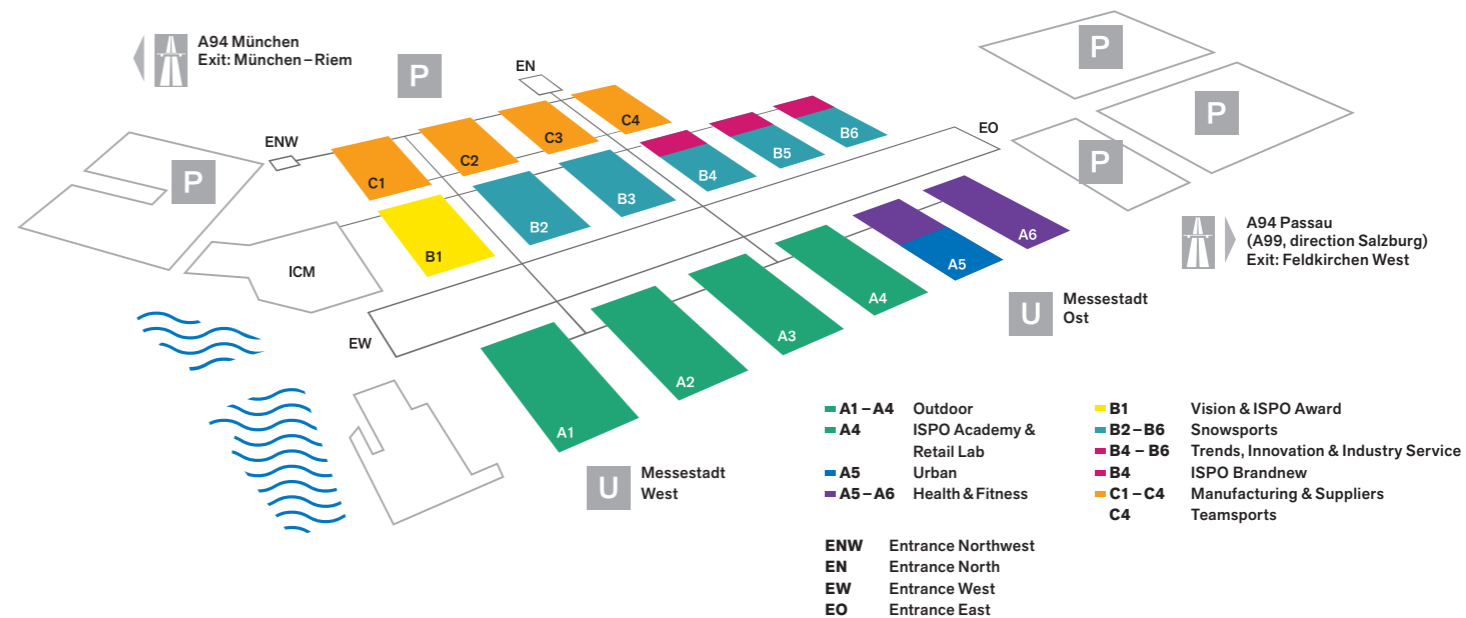 A94 München
Exit: München – Riem
P
EN
P
P
C4
ENW
C3
B6
EO
C2
B5
P
P
C1
B4
B3
B2
A6
A94 Passau
(A99, direction Salzburg)
Exit: Feldkirchen West
B1
A5
ICM
A4
Messestadt
Ost
U
EW
A3
A2
A1
Messestadt
West
U
A1 – A4 Outdoor
A4 ISPO Academy &
Retail Lab
A5 Urban
A5 – A6 Health & Fitness
B1 Vision & ISPO Award
B2 – B6 Snowsports
B4 – B6 Trends, Innovation & Industry Service
B4 ISPO Brandnew
C1 – C4 Manufacturing & Suppliers
C4 Teamsports
ENW Entrance Northwest
EN Entrance North
EW Entrance West
EO Entrance East